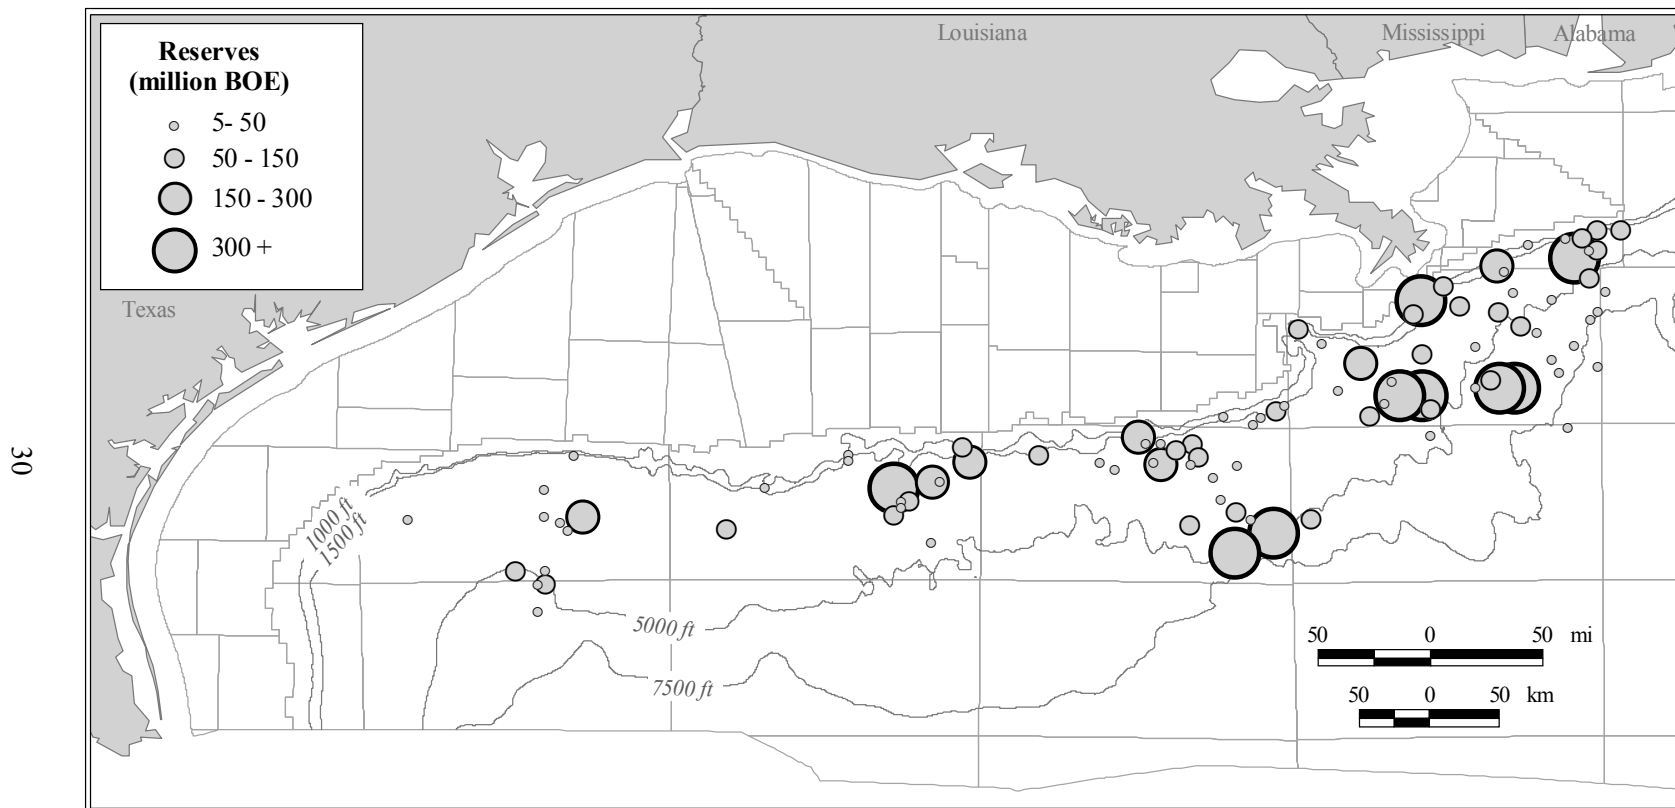 Reserves
(million BOE)
5- 50
50 - 150
150 - 300
300 +
Louisiana
Mississippi
Alabama
Texas
30
1000 ft
1500 ft
5000 ft
7500 ft
50 0 50 mi
50 0 50 km